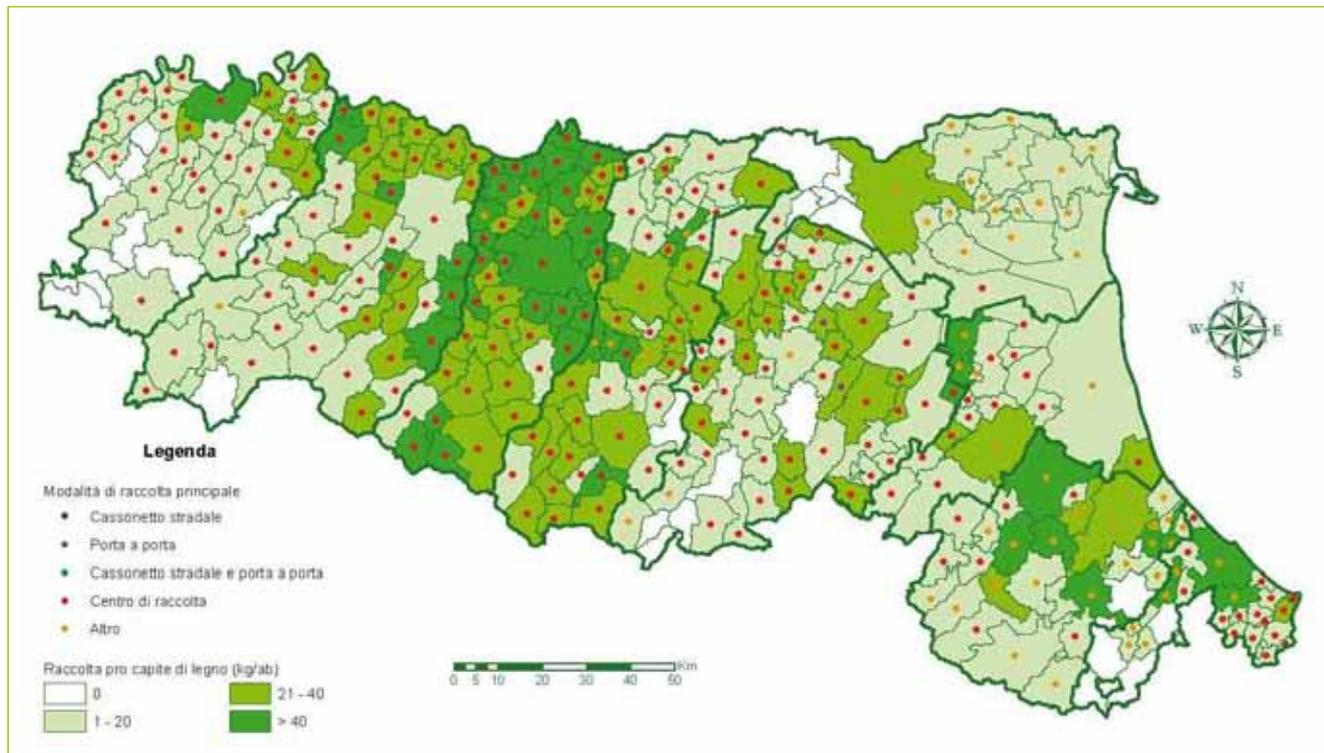 N
W E
S
Legenda
Modalità di raccolta principale
Cassonetto stradale
Porta a porta
Cassonetto stradale e porta a porta
Centro di raccolta
Altro
Raccolta pro capite di legno (kg/ab)
0 21 - 40
1 - 20 > 40
Km
0 5 10 20 30 40 50